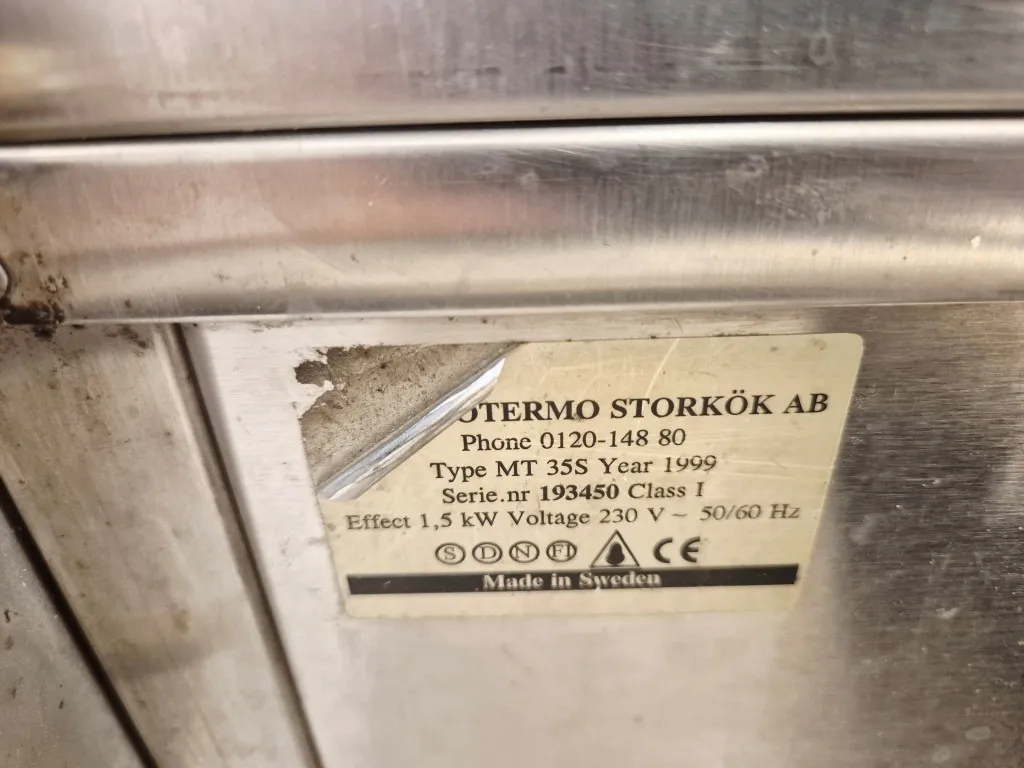 OTERMO STORKÖK AB
Phone 0120-148 80
Type MT 35S Year 1999
Serie.nr 193450 Class I
Effect 1,5 kW Voltage 230 V ~ 50/60 Hz
S D N FI CE
Made in Sweden